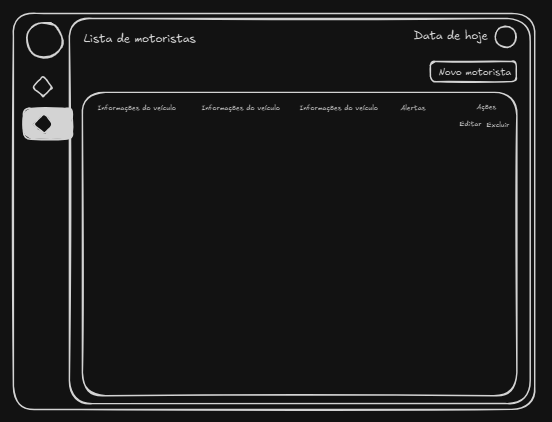 Lista de motoristas
Data de hoje
Novo motorista
Informações do veículo
Informações do veículo
Informações do veículo
Alertas
Ações
Editar
Excluir